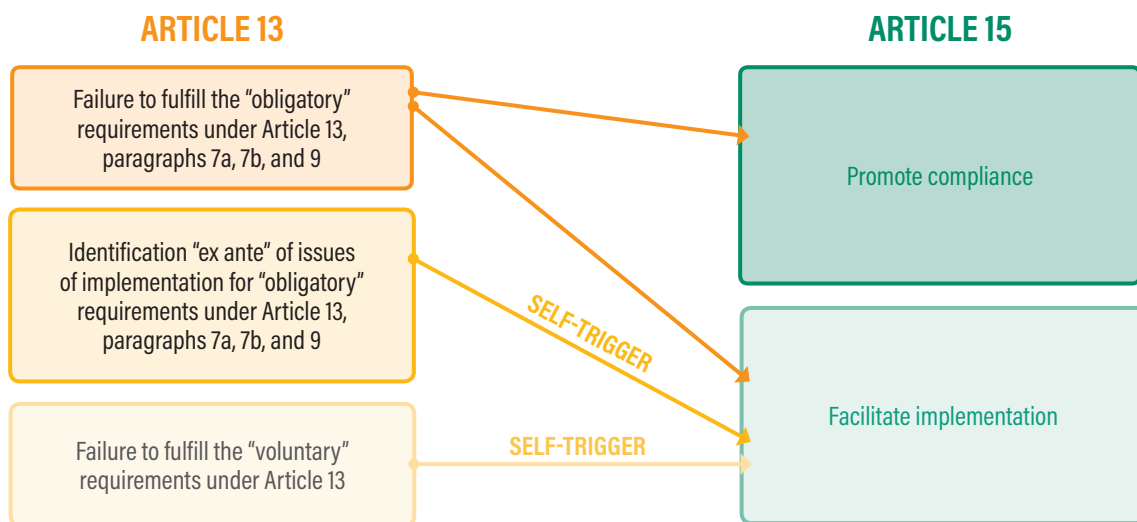 ARTICLE 13
ARTICLE 15
Failure to fulfill the “obligatory”
requirements under Article 13,
paragraphs 7a, 7b, and 9
Promote compliance
Identification “ex ante” of issues
of implementation for “obligatory”
requirements under Article 13,
paragraphs 7a, 7b, and 9
SELF-TRIGGER
Facilitate implementation
Failure to fulfill the “voluntary”
requirements under Article 13
SELF-TRIGGER